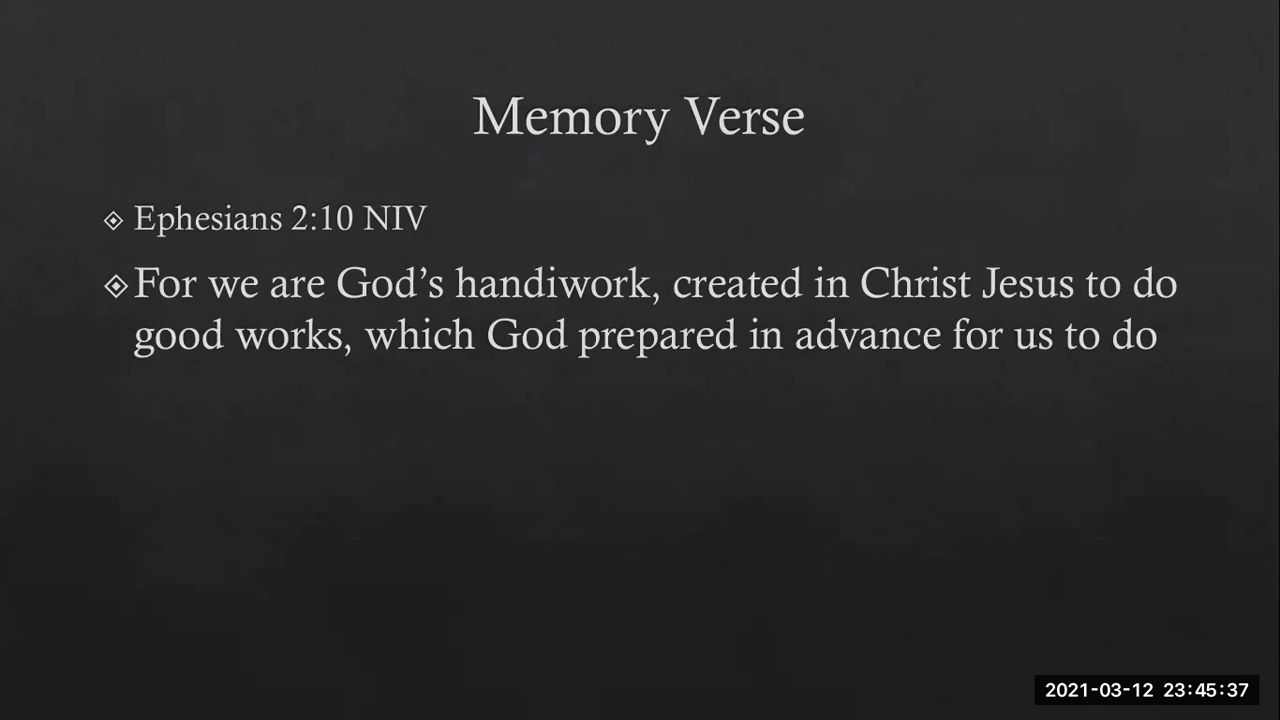 Memory Verse
Ephesians 2:10 NIV
For we are God’s handiwork, created in Christ Jesus to do
good works, which God prepared in advance for us to do
2021-03-12 23:45:37